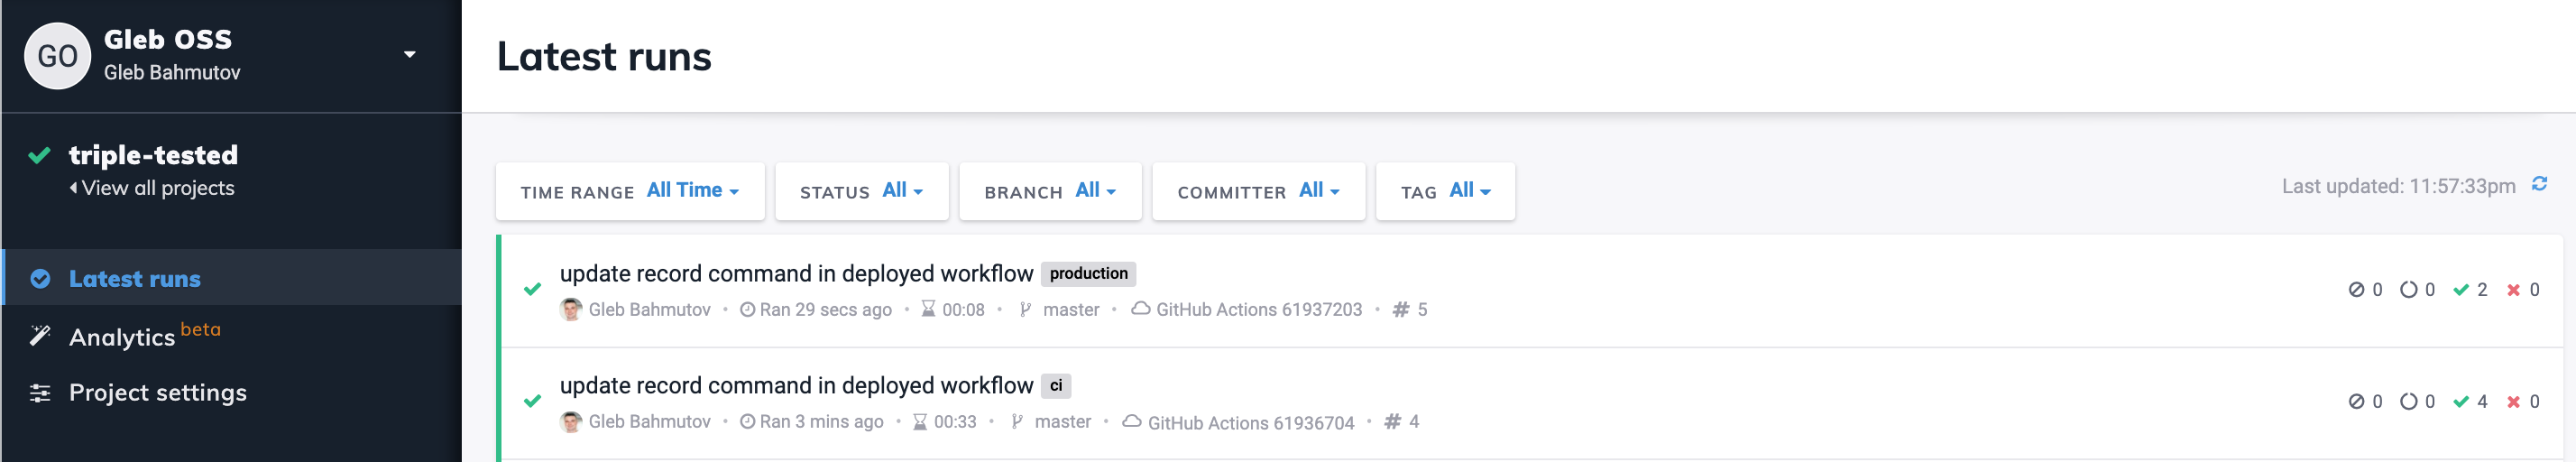 GO
Gleb OSS
Gleb Bahmutov
triple-tested
View all projects
Latest runs
Analytics beta
Project settings
Latest runs
TIME RANGE All Time
STATUS All
BRANCH All
COMMITTER All
TAG All
Last updated: 11:57:33pm
update record command in deployed workflow production
Gleb Bahmutov • Ran 29 secs ago • 00:08 • master • GitHub Actions 61937203 • # 5
0 0 2 0
update record command in deployed workflow ci
Gleb Bahmutov • Ran 3 mins ago • 00:33 • master • GitHub Actions 61936704 • # 4
0 0 4 0